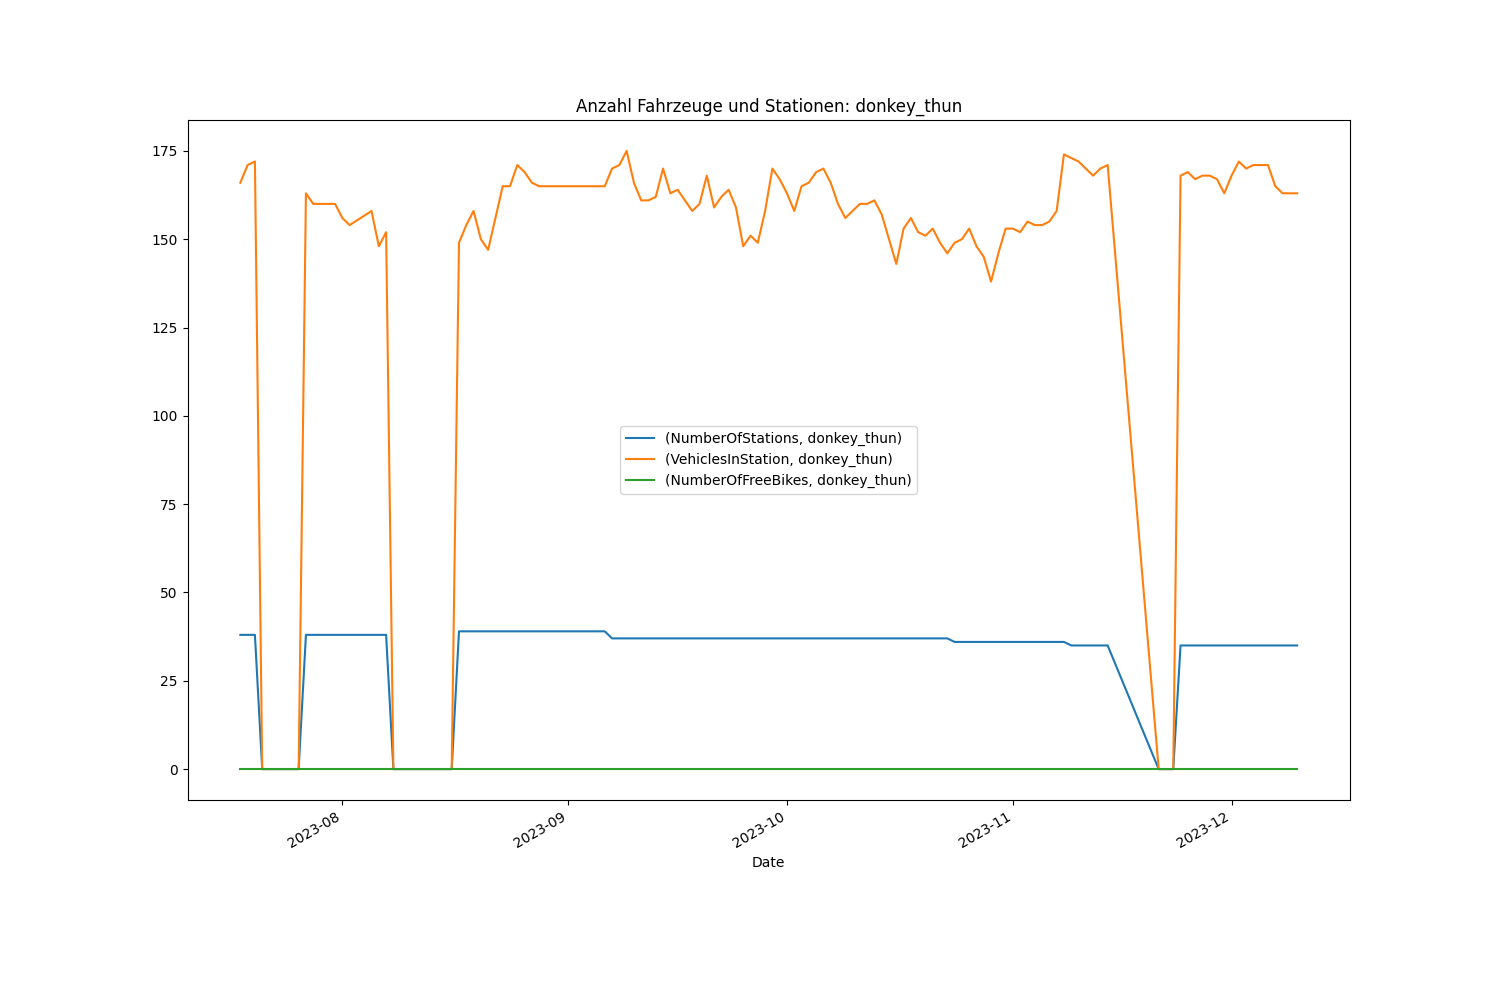 Anzahl Fahrzeuge und Stationen: donkey_thun
175
150
125
100
75
50
25
0
(NumberOfStations, donkey_thun)
(VehiclesInStation, donkey_thun)
(NumberOfFreeBikes, donkey_thun)
2023-08
2023-09
2023-10
2023-11
2023-12
Date